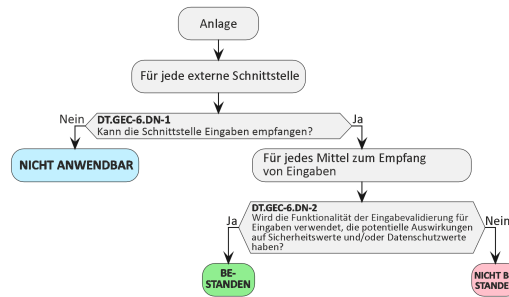 Anlage
Für jede externe Schnittstelle
Nein
DT.GEC-6.DN-1
Kann die Schnittstelle Eingaben empfangen?
Ja
NICHT ANWENDBAR
Für jedes Mittel zum Empfang
von Eingaben
Ja
DT.GEC-6.DN-2
Wird die Funktionalität der Eingabevalidierung für
Eingaben verwendet, die potentielle Auswirkungen
auf Sicherheitswerte und/oder Datenschutzwerte
haben?
Nein
BE-
STANDEN
NICHT B
STANDE